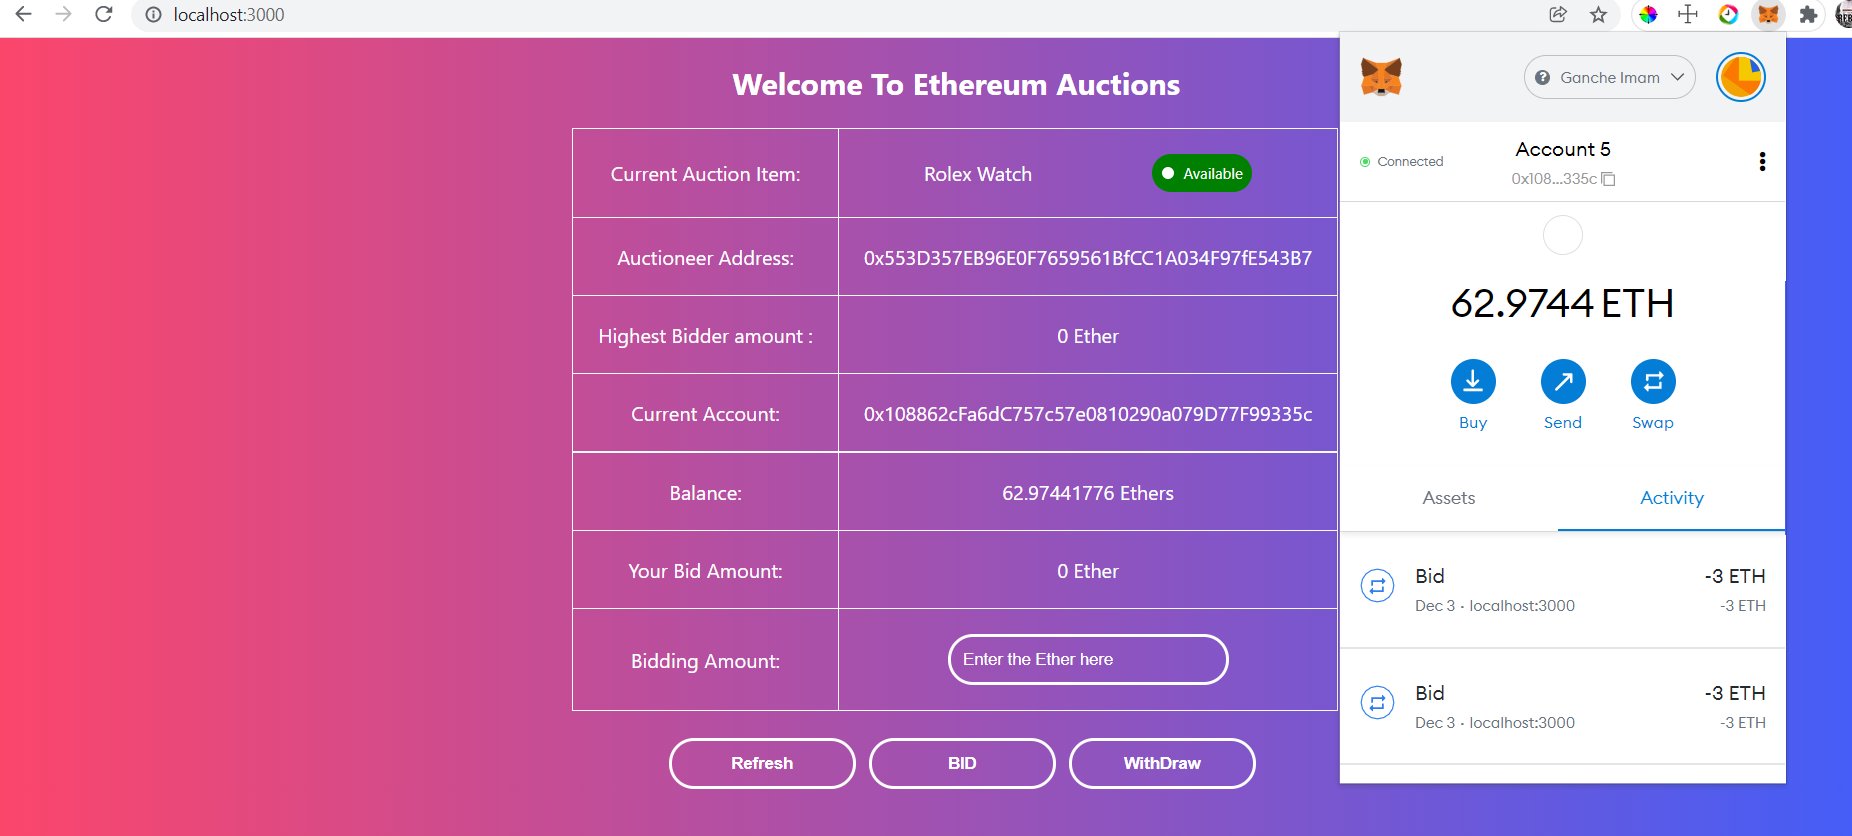 localhost:3000
Welcome To Ethereum Auctions
Current Auction Item:
Rolex Watch
Available
Auctioneer Address:
0x553D357EB96E0F7659561BfCC1A034F97fE543B7
Highest Bidder amount :
0 Ether
Current Account:
0x108862cFa6dC757c57e0810290a079D77F99335c
Balance:
62.97441776 Ethers
Your Bid Amount:
0 Ether
Bidding Amount:
Enter the Ether here
Refresh
BID
WithDraw
Ganche Imam
Connected
Account 5
0x108...335c
62.9744 ETH
Buy
Send
Swap
Assets
Activity
Bid
-3 ETH
Dec 3 · localhost:3000
-3 ETH
Bid
-3 ETH
Dec 3 · localhost:3000
-3 ETH